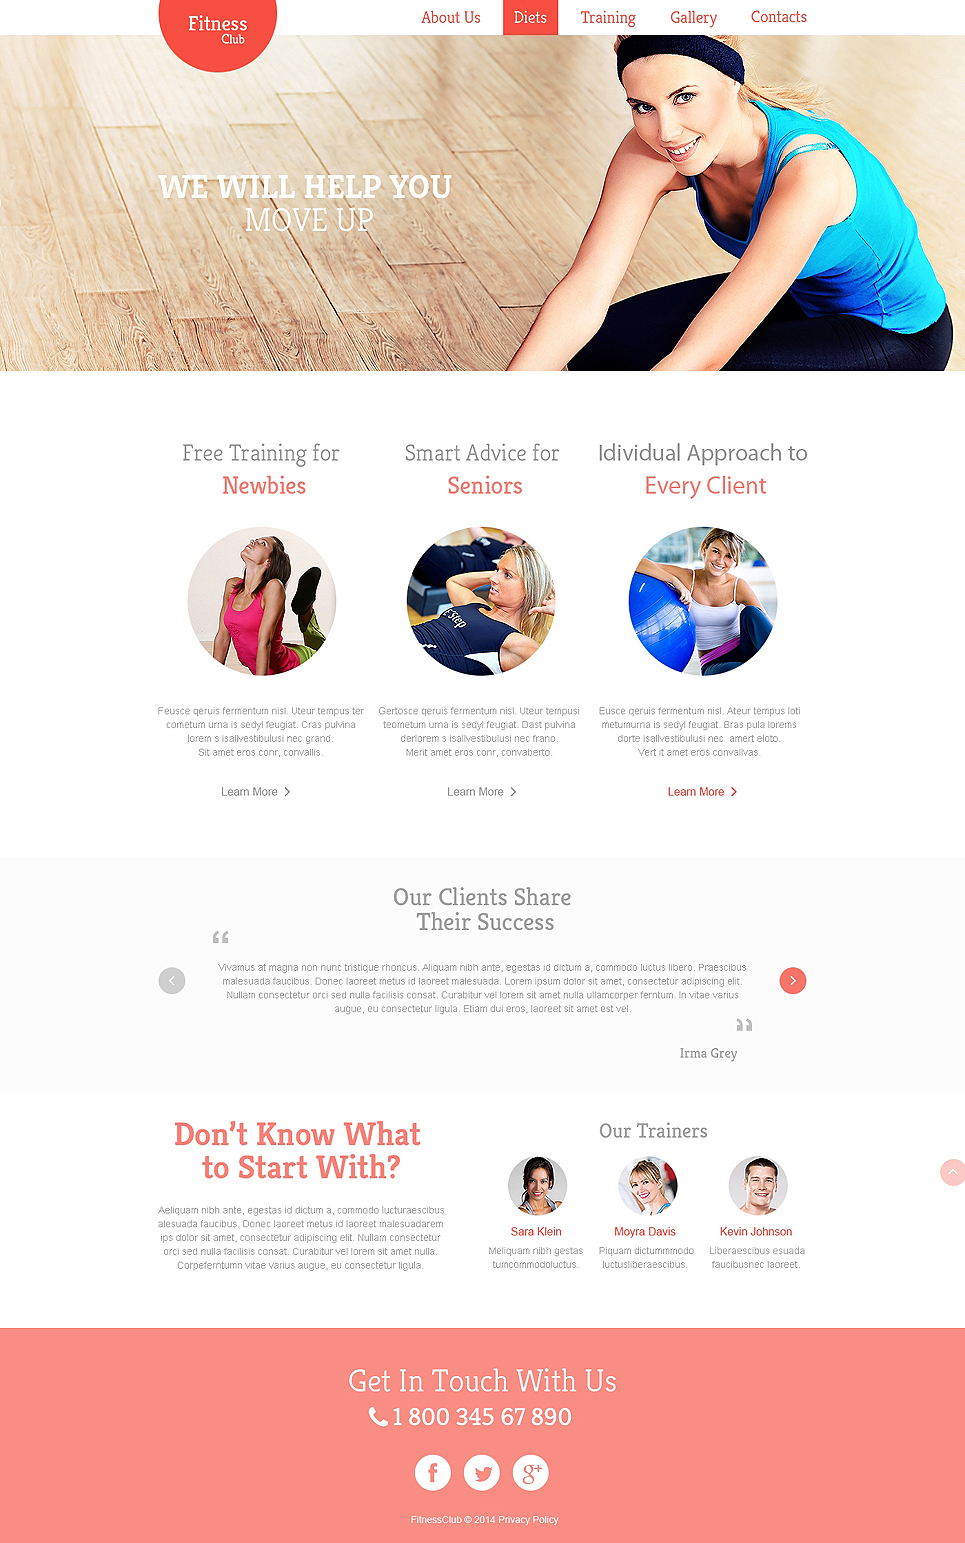 Fitness
Club
About Us
Diets
Training
Gallery
Contacts
WE WILL HELP YOU
MOVE UP
Free Training for
Newbies
Smart Advice for
Seniors
Idividual Approach to
Every Client
Step
Feusce qeruis fermentum nisl. Uteur tempus ter
cometum urna is sedyl feugiat. Cras pulvina
lorem s isallvestibulusi nec grand.
Sit amet eros conr, convallis.
Learn More
Gertosce qeruis fermentum nisl. Uteur tempusi
teometum urna is sedyl feugiat. Dast pulvina
derlorem s isallvestibulusi nec frano.
Merit amet eros conr, convaberto.
Learn More
Eusce qeruis fermentum nisl. Ateur tempus loti
metumurna is sedyl feugiat. Bras pula lorems
dorte isallvestibulusi nec amert eloto.
Vert it amet eros convallvas.
Learn More
Our Clients Share
Their Success
“
Vivamus at magna non nunc tristique rhoncus. Aliquam nibh ante, egestas id dictum a, commodo luctus libero. Praescibus
malesuada faucibus. Donec laoreet metus id laoreet malesuada. Lorem ipsum dolor sit amet, consectetur adipiscing elit.
Nullam consectetur orci sed nulla facilisis consat. Curabitur vel lorem sit amet nulla ullamcorper ferntum. In vitae varius
augue, eu consectetur ligula. Etiam dui eros, laoreet sit amet est vel.
”
Irma Grey
Don’t Know What
to Start With?
Aeliquam nibh ante, egestas id dictum a, commodo lucturaescibus
alesuada faucibus. Donec laoreet metus id laoreet malesuadarem
ips dolor sit amet, consectetur adipiscing elit. Nullam consectetur
orci sed nulla facilisis consat. Curabitur vel lorem sit amet nulla.
Corpeferntumn vitae varius augue, eu consectetur ligula.
Our Trainers
Sara Klein
Meliquam nibh gestas
tumcommodoluctus.
Moyra Davis
Piquam dictummmodo
luctusliberaescibus.
Kevin Johnson
Liberaescibus esuada
faucibusnec laoreet.
Get In Touch With Us
1 800 345 67 890
f
g+
FitnessClub © 2014 Privacy Policy